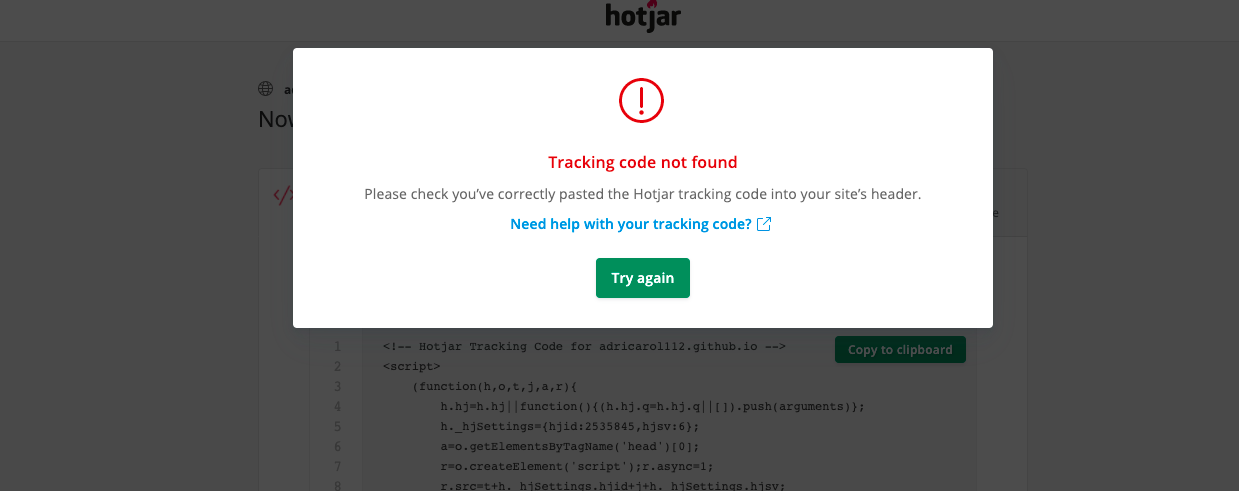 hotjar
Now
Tracking code not found
Please check you've correctly pasted the Hotjar tracking code into your site's header.
Need help with your tracking code?
Try again
Copy to clipboard
1 <!-- Hotjar Tracking Code for adricaroll12.github.io -->
2 <script>
3 (function(h,o,t,j,a,r){
4 h.hj=h.hj||function(){(h.hj.q=h.hj.q||[]).push(arguments)};
5 h._hjSettings={hjid:2535845,hjsv:6};
6 a=o.getElementsByTagName('head')[0];
7 r=o.createElement('script');r.async=1;
8 r.src=t+h._hjSettings.hjid+j+h._hjSettings.hjsv;